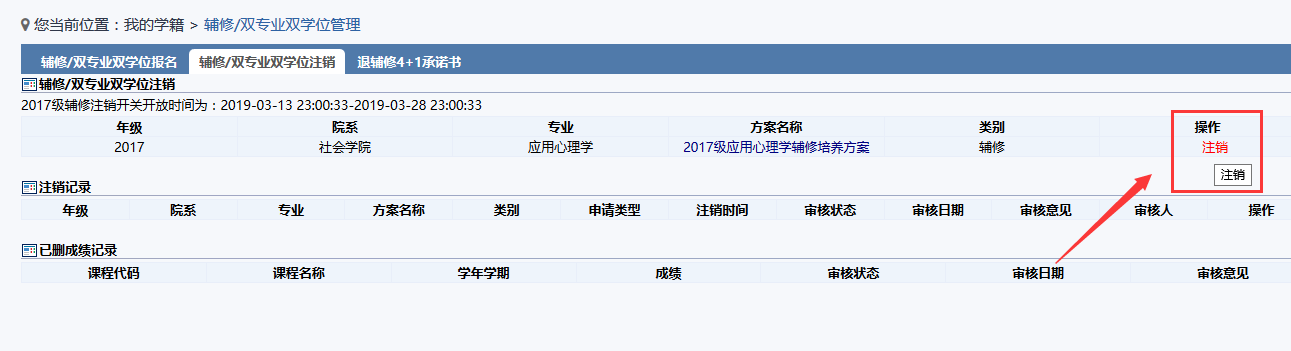 您当前位置：我的学籍 > 辅修/双专业双学位管理
辅修/双专业双学位报名 辅修/双专业双学位注销 退辅修4+1承诺书
辅修/双专业双学位注销
2017级辅修注销开关开放时间为：2019-03-13 23:00:33-2019-03-28 23:00:33
年级 院系 专业 方案名称 类别 操作
2017 社会学院 应用心理学 2017级应用心理学辅修培养方案 辅修 注销
注销
注销记录
年级 院系 专业 方案名称 类别 申请类型 注销时间 审核状态 审核日期 审核意见 审核人 操作
已删成绩记录
课程代码 课程名称 学年学期 成绩 审核状态 审核日期 审核意见